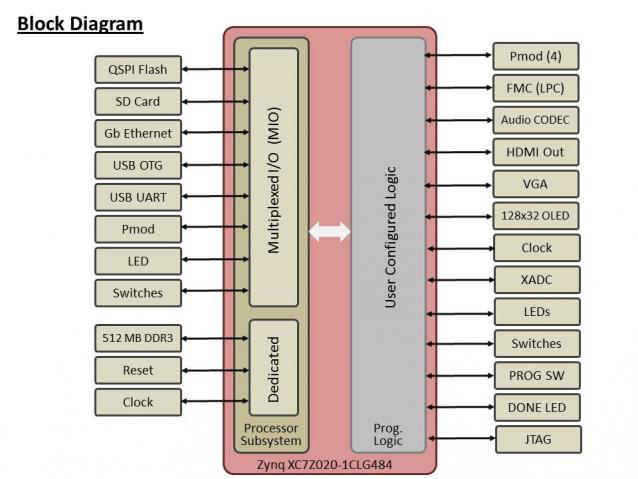 Block Diagram
QSPI Flash
SD Card
Gb Ethernet
USB OTG
USB UART
Pmod
LED
Switches
512 MB DDR3
Reset
Clock
Multiplexed I/O (MIO)
Dedicated
Processor
Subsystem
User Configured Logic
Prog.
Logic
Zynq XC7Z020-1CLG484
Pmod (4)
FMC (LPC)
Audio CODEC
HDMI Out
VGA
128x32 OLED
Clock
XADC
LEDs
Switches
PROG SW
DONE LED
JTAG